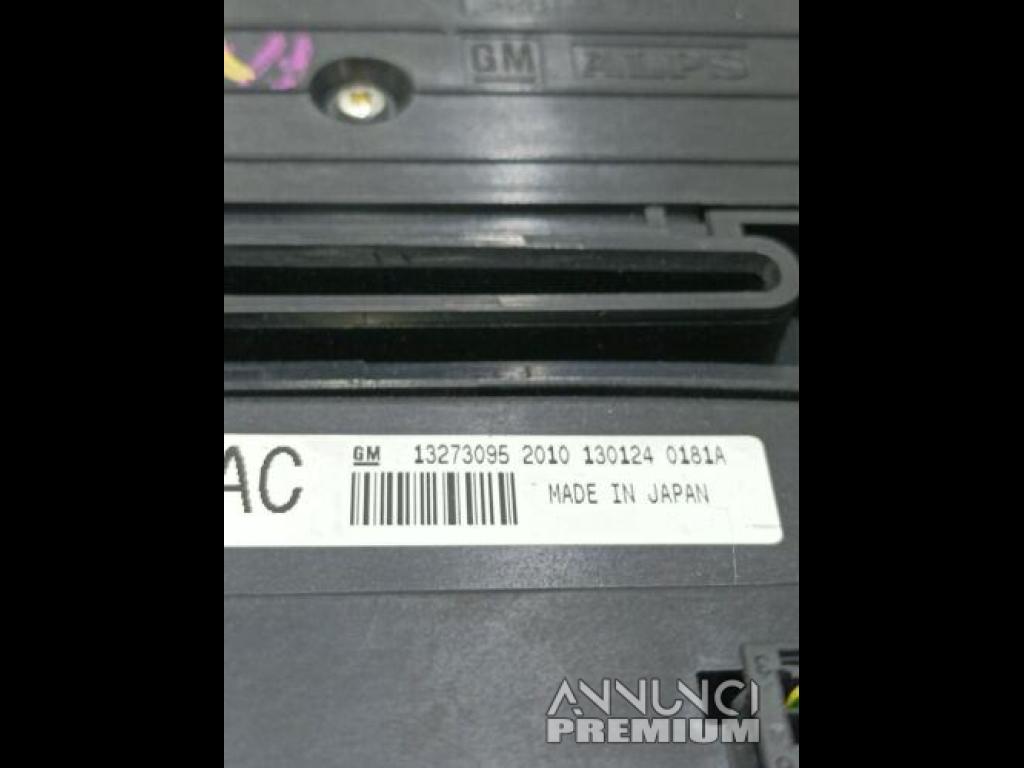 GM ALPS
GM 13273095 2010 130124 0181A
AC
MADE IN JAPAN
ANNUNCI
PREMIUM